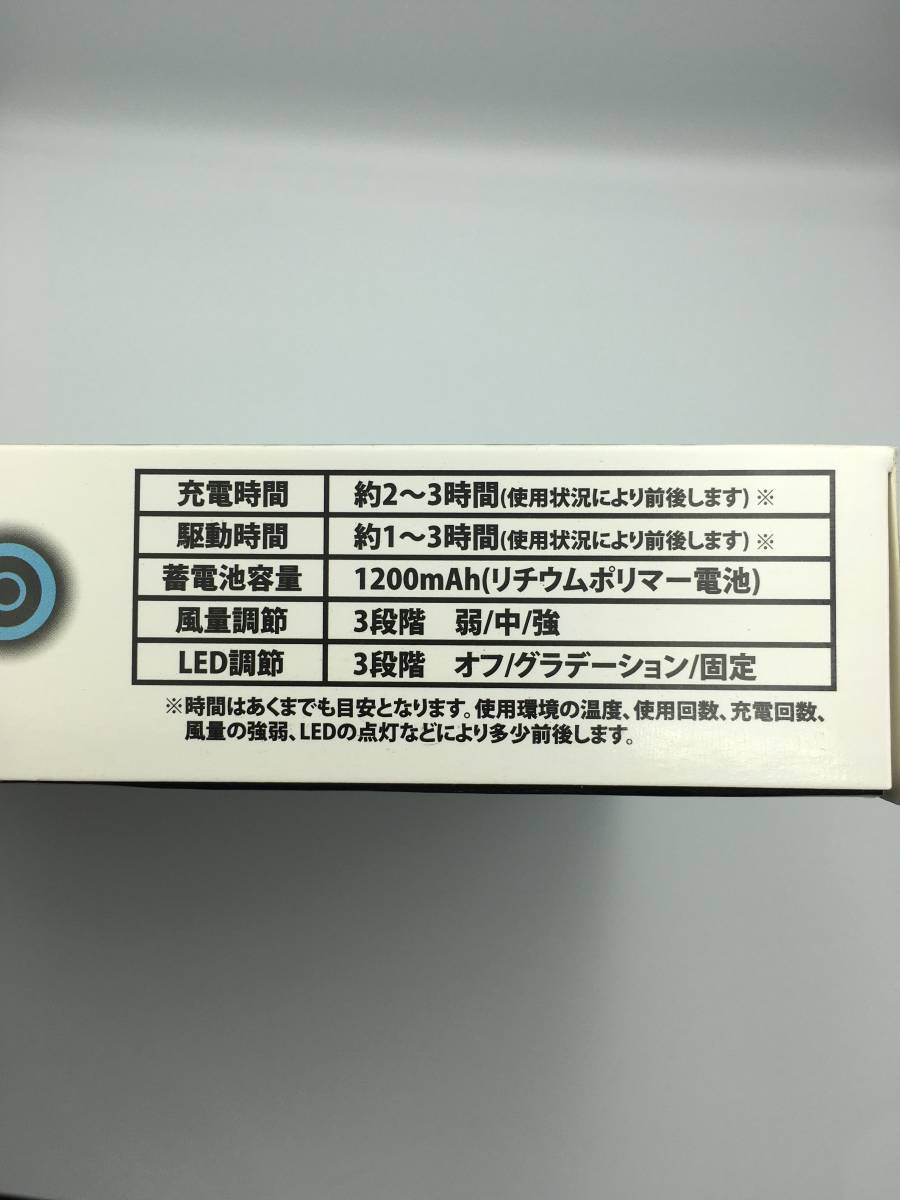 充電時間 約2～3時間(使用状況により前後します)※
駆動時間 約1～3時間(使用状況により前後します)※
蓄電池容量 1200mAh(リチウムポリマー電池)
風量調節 3段階 弱/中/強
LED調節 3段階 オフ/グラデーション/固定
※時間はあくまでも目安となります。使用環境の温度、使用回数、充電回数、
風量の強弱、LEDの点灯などにより多少前後します。